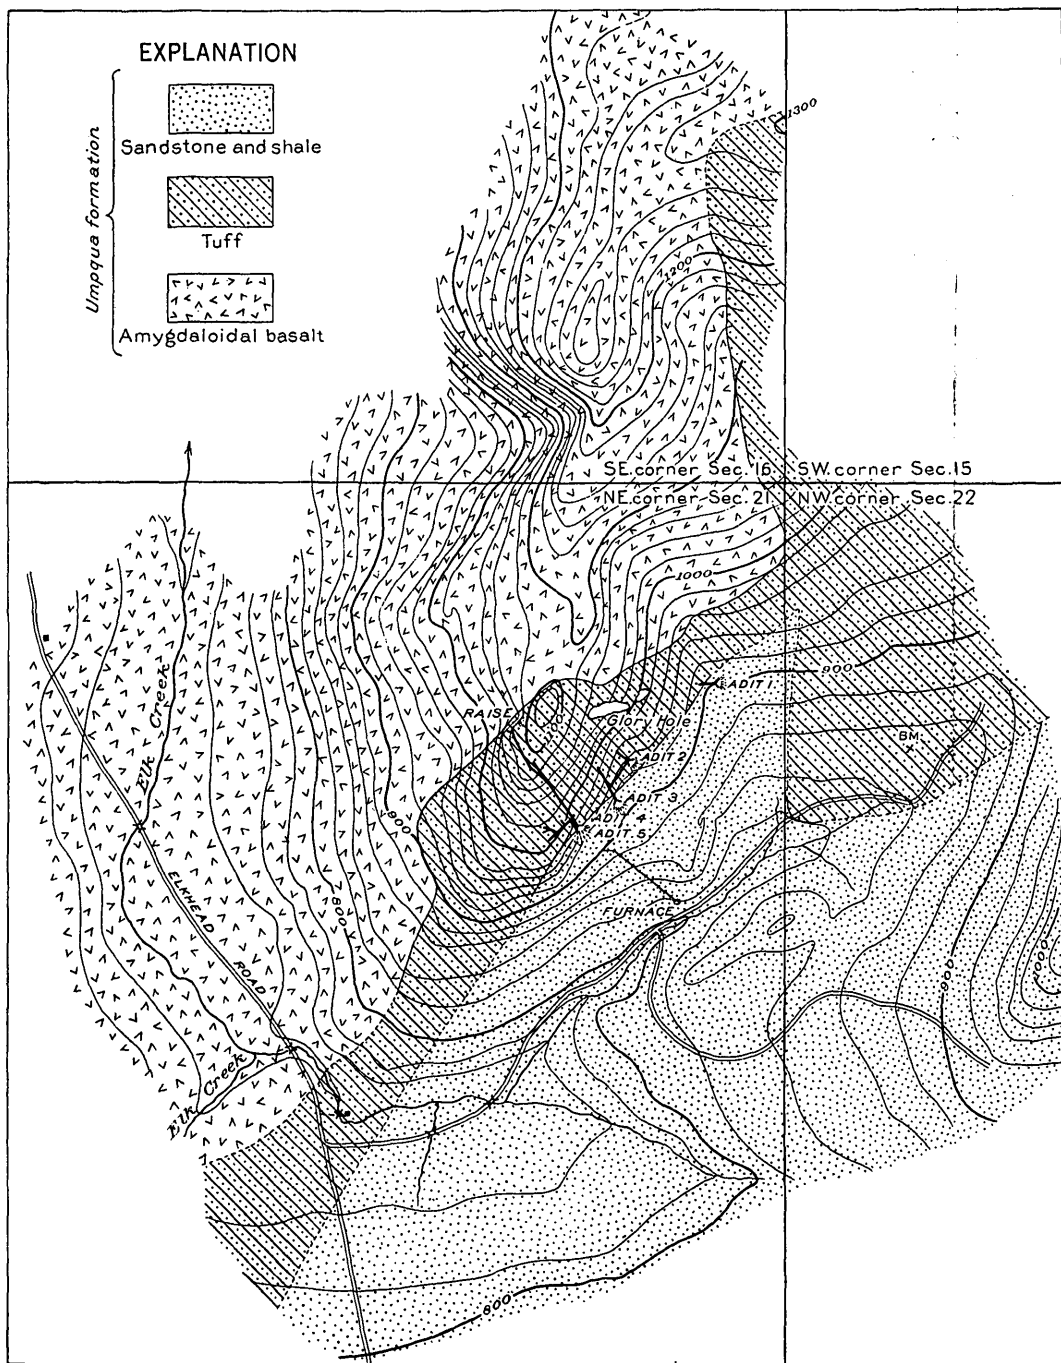 EXPLANATION
Umpqua formation
Sandstone and shale
Tuff
Amygdaloidal basalt
1300
1200
SE. corner Sec. 16
SW. corner Sec. 15
NE. corner Sec. 21
NW. corner Sec. 22
1000
900
RAISE
Glory Hole
ADIT 1
ADIT 2
ADIT 3
ADIT 4
ADIT 5
BM.
FURNACE
Elk Creek
ELKHEAD ROAD
900
800
900
Elk Creek
800